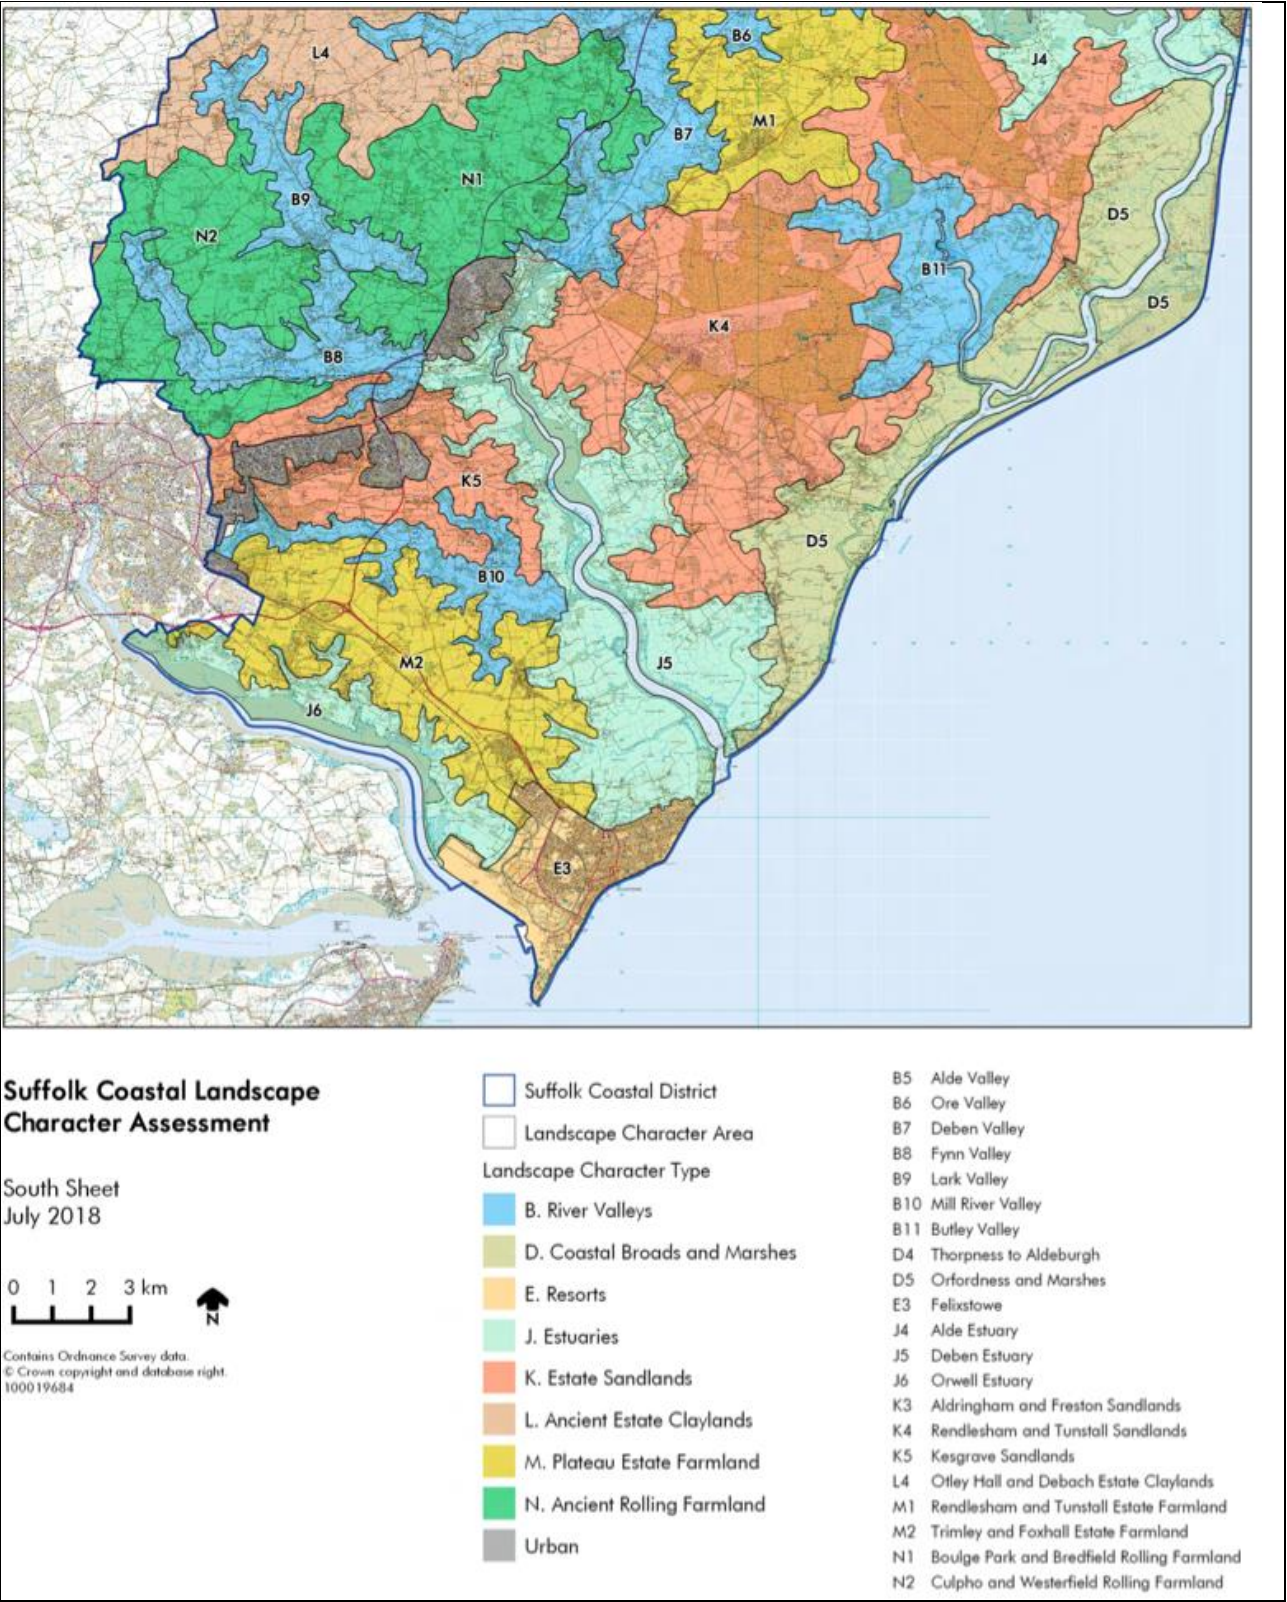 L4
B6
J4
M1
B7
N1
B9
N2
D5
B11
D5
K4
B8
K5
D5
B10
J5
M2
J6
E3
Suffolk Coastal Landscape
Character Assessment
South Sheet
July 2018
0 1 2 3 km
N
Contains Ordnance Survey data.
© Crown copyright and database right.
100019684
Suffolk Coastal District
Landscape Character Area
Landscape Character Type
B. River Valleys
D. Coastal Broads and Marshes
E. Resorts
J. Estuaries
K. Estate Sandlands
L. Ancient Estate Claylands
M. Plateau Estate Farmland
N. Ancient Rolling Farmland
Urban
B5 Alde Valley
B6 Ore Valley
B7 Deben Valley
B8 Fynn Valley
B9 Lark Valley
B10 Mill River Valley
B11 Butley Valley
D4 Thorpness to Aldeburgh
D5 Orfordness and Marshes
E3 Felixstowe
J4 Alde Estuary
J5 Deben Estuary
J6 Orwell Estuary
K3 Aldringham and Freston Sandlands
K4 Rendlesham and Tunstall Sandlands
K5 Kesgrave Sandlands
L4 Otley Hall and Debach Estate Claylands
M1 Rendlesham and Tunstall Estate Farmland
M2 Trimley and Foxhall Estate Farmland
N1 Boulge Park and Bredfield Rolling Farmland
N2 Culpho and Westerfield Rolling Farmland